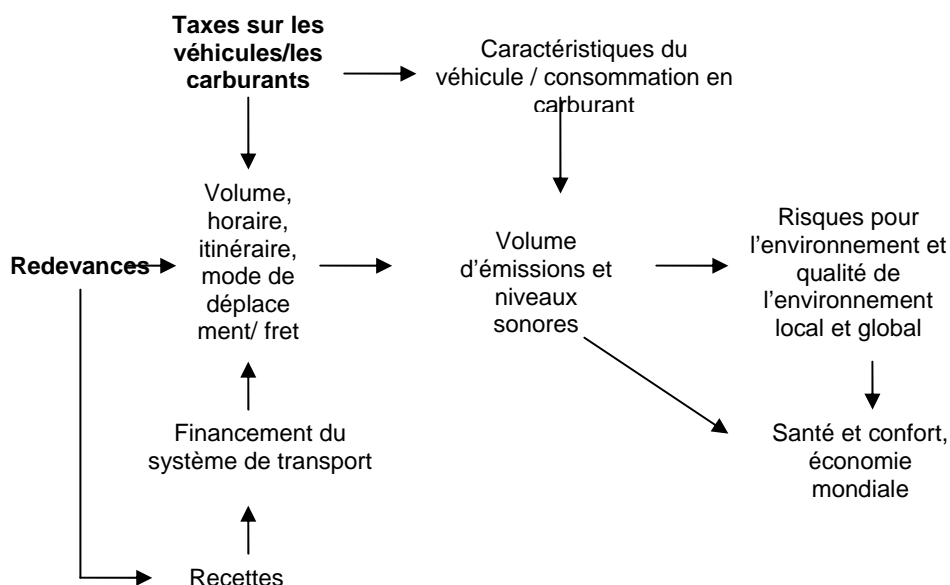 Taxes sur les
véhicules/les
carburants
Caractéristiques du
véhicule / consommation en
carburant
Volume,
horaire,
itinéraire,
mode de
déplace
ment/ fret
Redevances
Volume
d’émissions et
niveaux
sonores
Risques pour
l’environnement et
qualité de
l’environnement
local et global
Financement du
système de transport
Santé et confort,
économie
mondiale
Recettes